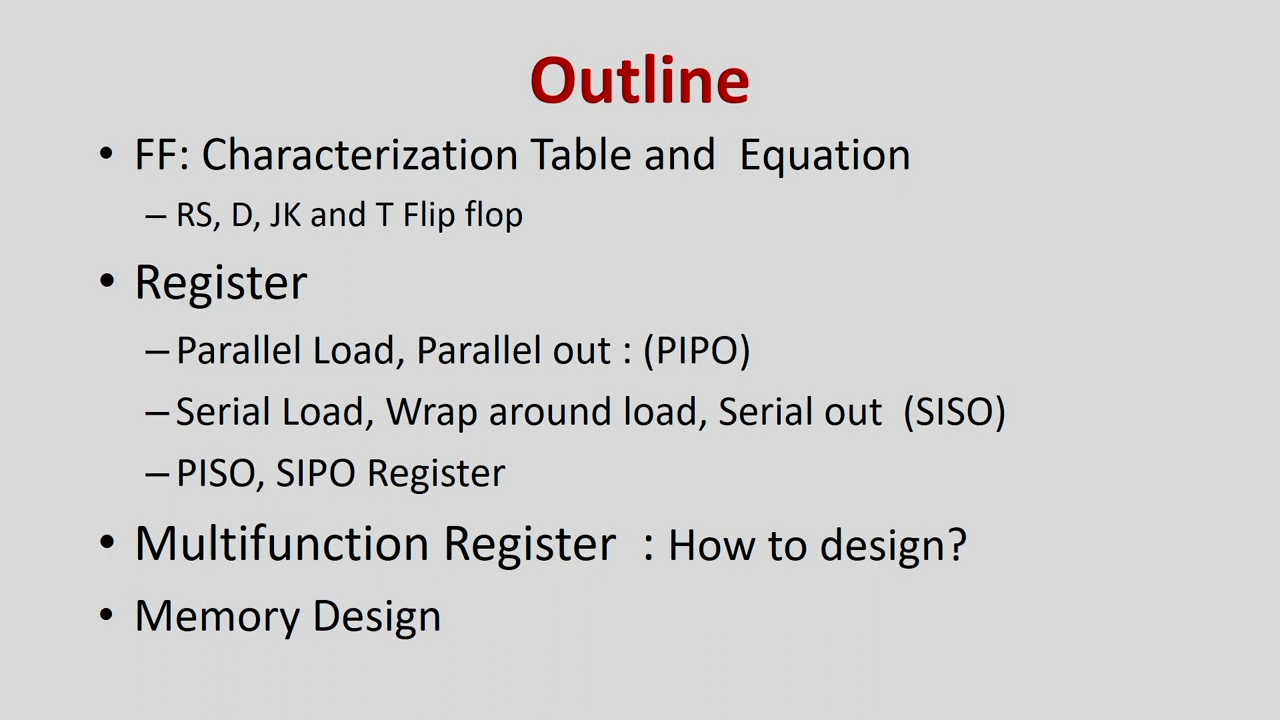 Outline
• FF: Characterization Table and Equation
– RS, D, JK and T Flip flop
• Register
– Parallel Load, Parallel out : (PIPO)
– Serial Load, Wrap around load, Serial out (SISO)
– PISO, SIPO Register
• Multifunction Register : How to design?
• Memory Design